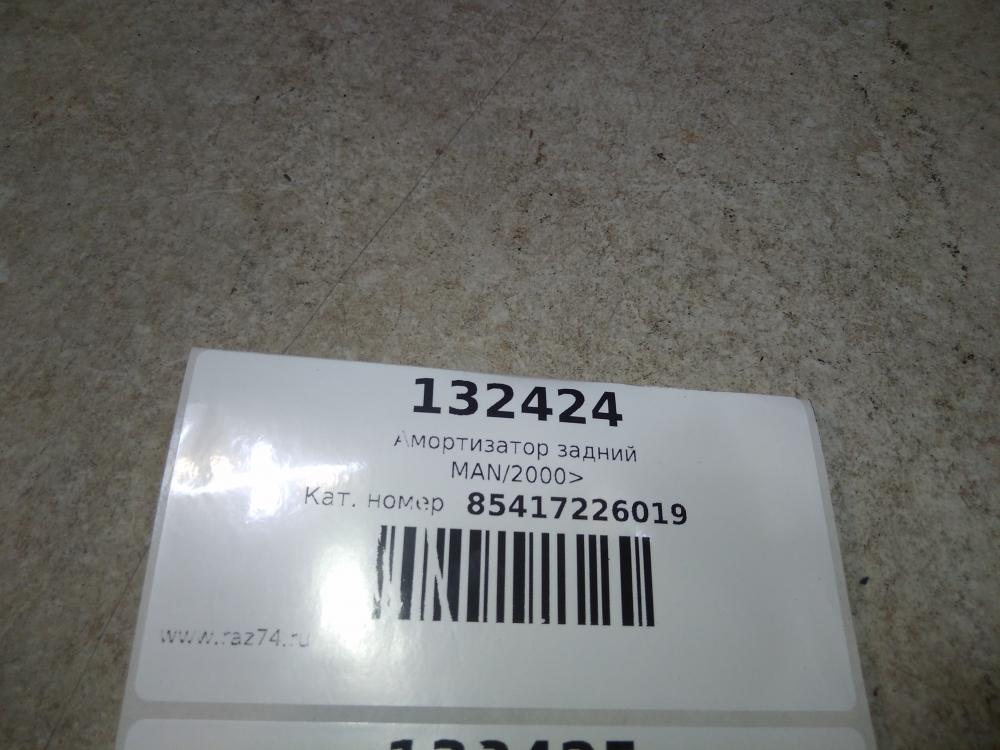 132424
Амортизатор задний
MAN/2000>
Кат. номер 85417226019
www.raz74.ru